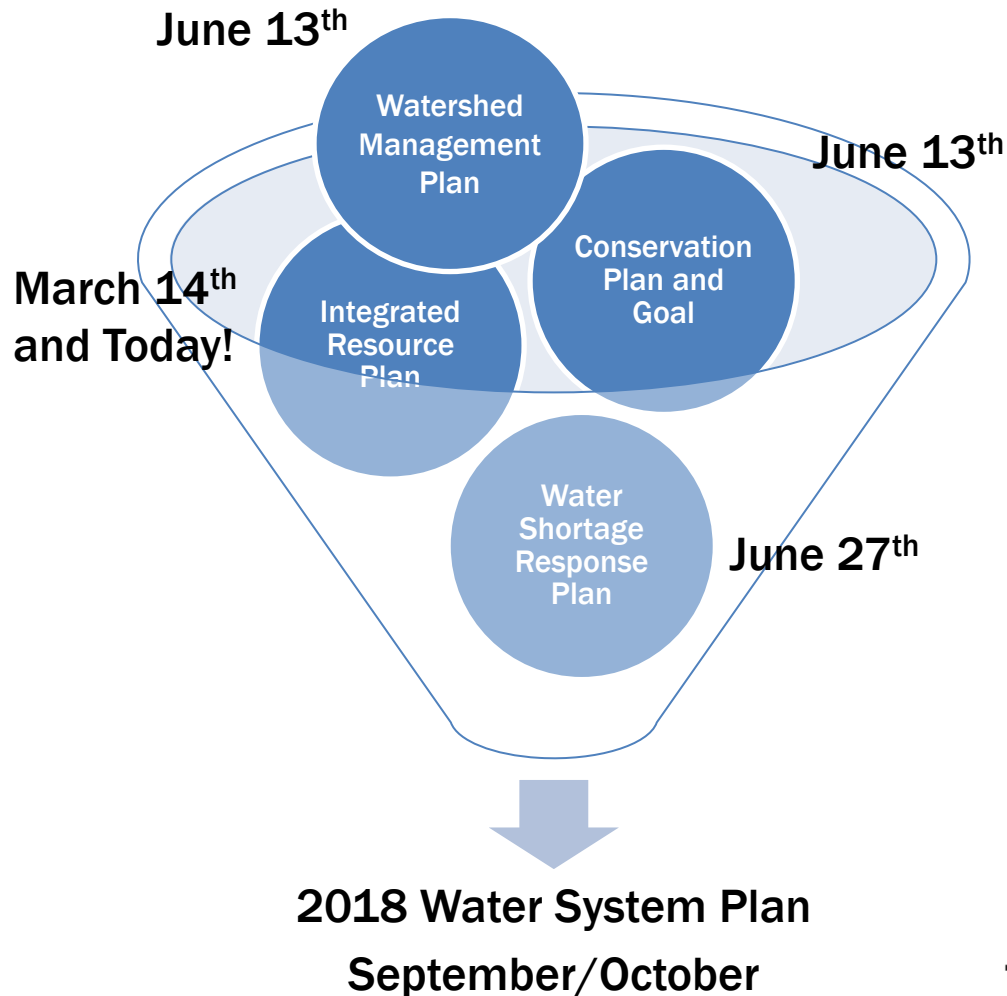 June 13th
Watershed
Management
Plan
June 13th
Conservation
Plan and
Goal
March 14th
and Today!
Integrated
Resource
Plan
Water
Shortage
Response
Plan
June 27th
2018 Water System Plan
September/October